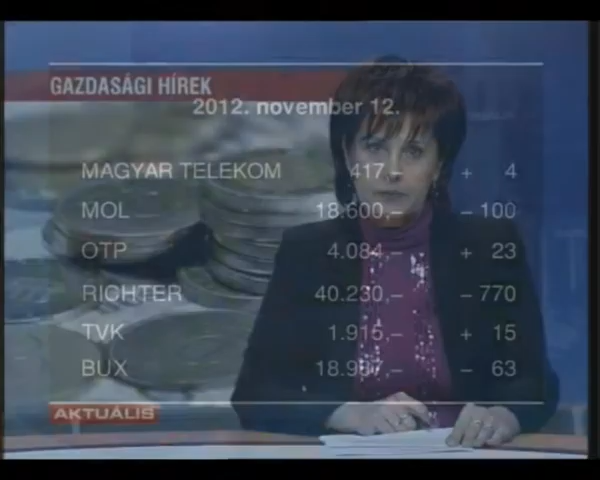 GAZDASÁGI HÍREK
2012. november 12.
MAGYAR TELEKOM 417,– + 4
MOL 18.600,– – 100
OTP 4.084,– + 23
RICHTER 40.230,– – 770
TVK 1.915,– + 15
BUX – 63
AKTUÁLIS